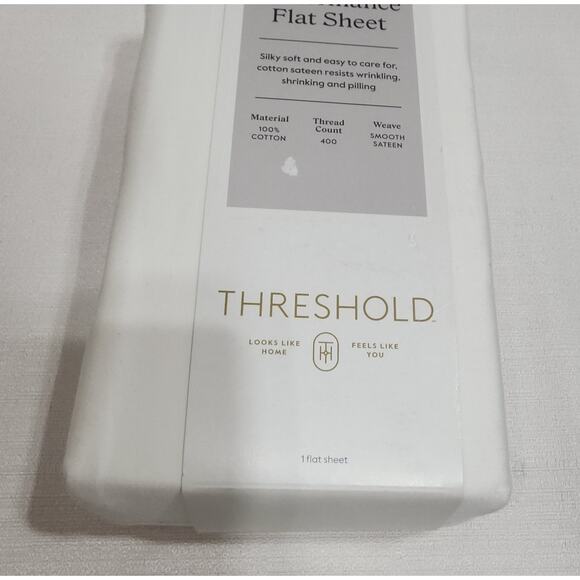 Flat Sheet
Silky soft and easy to care for,
cotton sateen resists wrinkling,
shrinking and pilling
Material
100%
COTTON
Thread
Count
400
Weave
SMOOTH
SATEEN
THRESHOLD™
LOOKS LIKE
HOME
FEELS LIKE
YOU
1 flat sheet